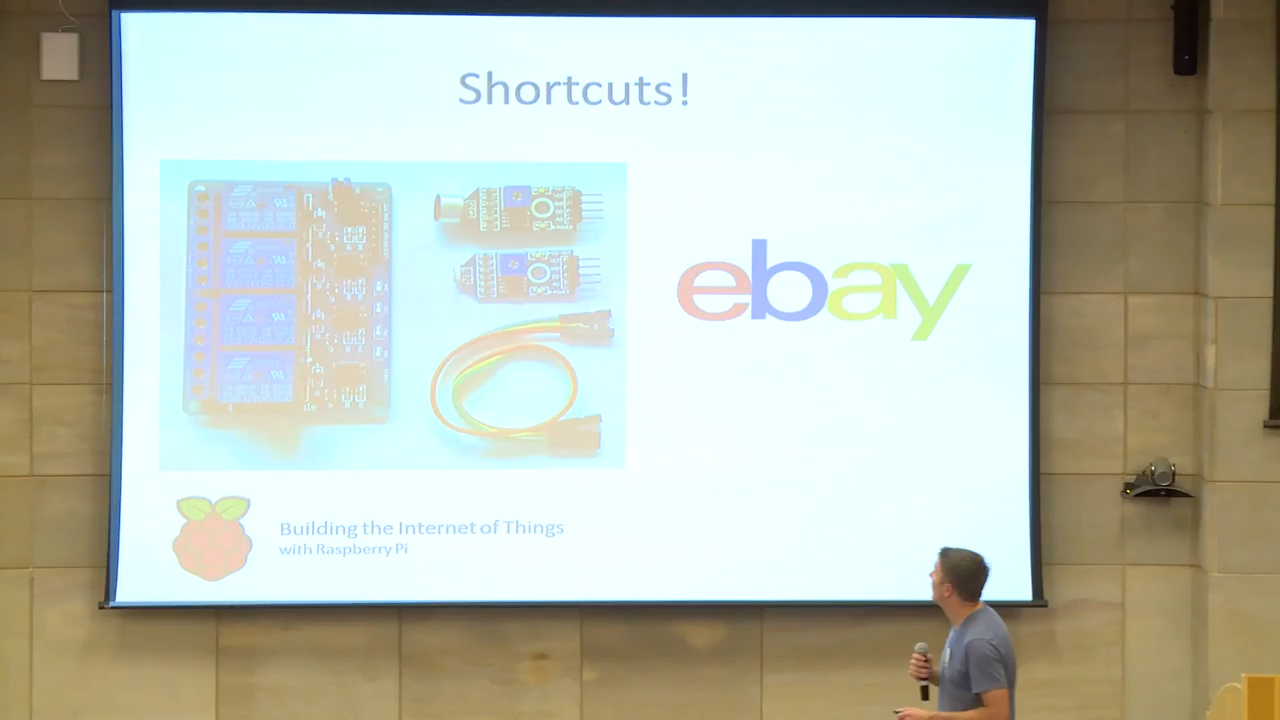 Shortcuts!
ebay
Building the Internet of Things
with Raspberry Pi